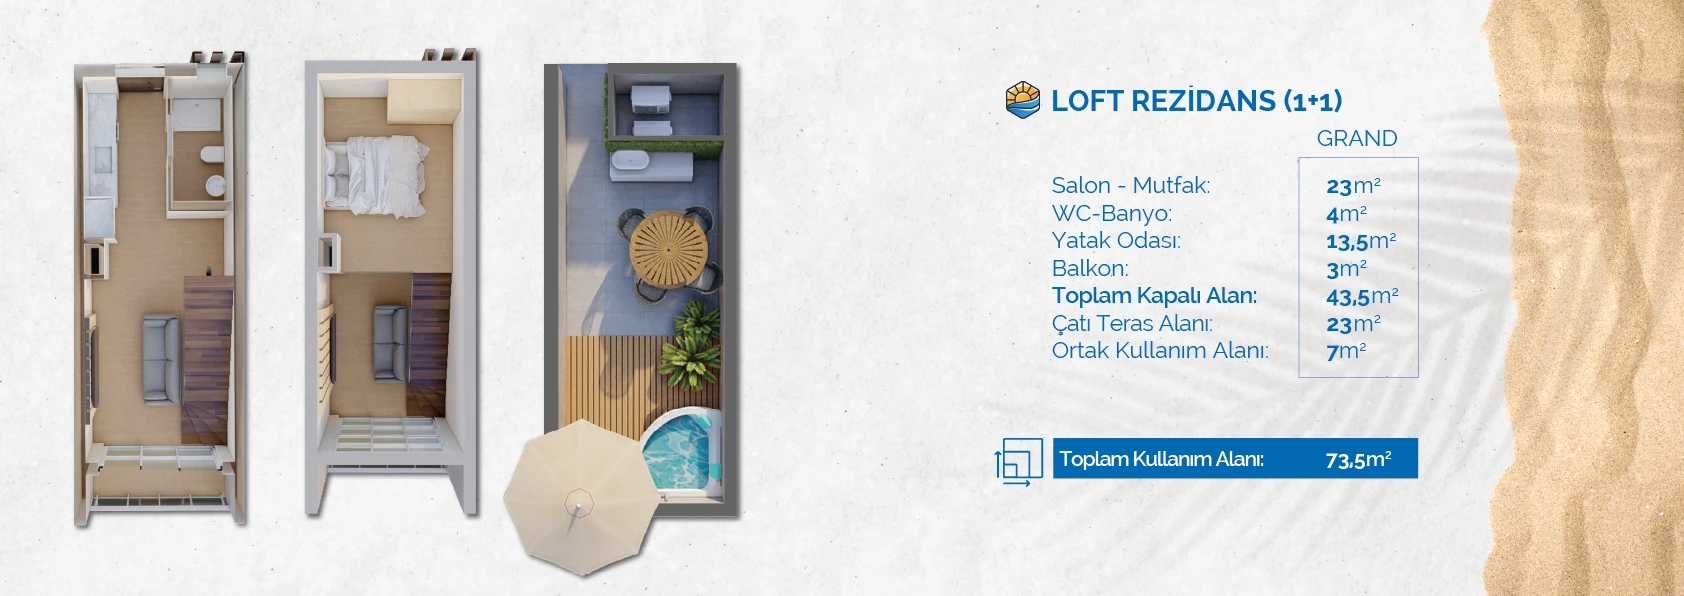 LOFT REZİDANS (1+1)
GRAND
Salon - Mutfak: 23m²
WC-Banyo: 4m²
Yatak Odası: 13,5m²
Balkon: 3m²
Toplam Kapalı Alan: 43,5m²
Çatı Teras Alanı: 23m²
Ortak Kullanım Alanı: 7m²
Toplam Kullanım Alanı: 73,5m²